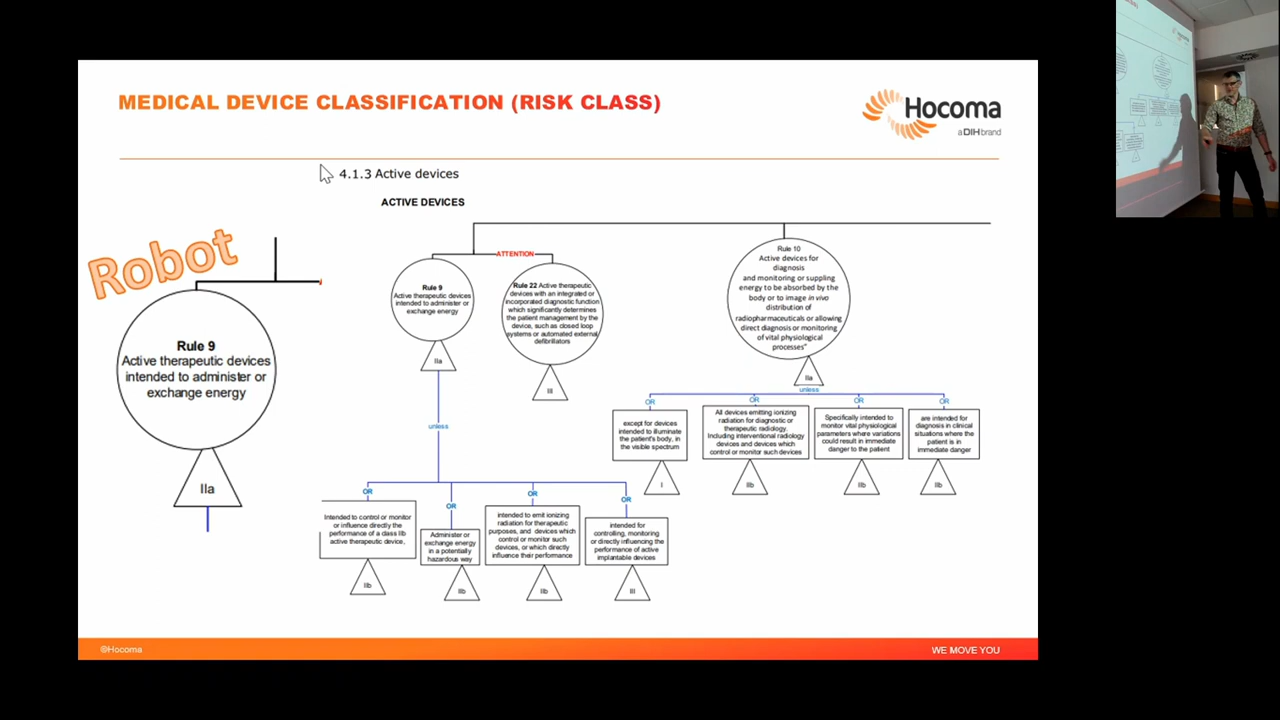 MEDICAL DEVICE CLASSIFICATION (RISK CLASS)
Hocoma
a DIH brand
4.1.3 Active devices
ACTIVE DEVICES
Robot
Rule 9
Active therapeutic devices
intended to administer or
exchange energy
IIa
ATTENTION
Rule 9
Active therapeutic devices
intended to administer or
exchange energy
IIa
unless
Rule 22 Active therapeutic
devices with an integrated or
incorporated diagnostic function
which significantly determines
the patient management by the
device, such as closed loop
systems or automated external
defibrillators
III
OR
Intended to control or monitor
or influence directly the
performance of a class IIb
active therapeutic device,
IIb
OR
Administer or
exchange energy
in a potentially
hazardous way
IIb
OR
intended to emit ionizing
radiation for therapeutic
purposes, and devices which
control or monitor such
devices, or which directly
influence their performance
IIb
OR
intended for
controlling, monitoring
or directly influencing the
performance of active
implantable devices
III
Rule 10
Active devices for
diagnosis
and monitoring or suppling
energy to be absorbed by the
body or to image in vivo
distribution of
radiopharmaceuticals or allowing
direct diagnosis or monitoring
of vital physiological
processes"
IIa
unless
OR
except for devices
intended to illuminate
the patient's body, in
the visible spectrum
I
OR
All devices emitting ionizing
radiation for diagnostic or
therapeutic radiology.
Including interventional radiology
devices and devices which
control or monitor such devices
IIb
OR
Specifically intended to
monitor vital physiological
parameters where variations
could result in immediate
danger to the patient
IIb
OR
are intended for
diagnosis in clinical
situations where the
patient is in
immediate danger
IIb
©Hocoma
WE MOVE YOU